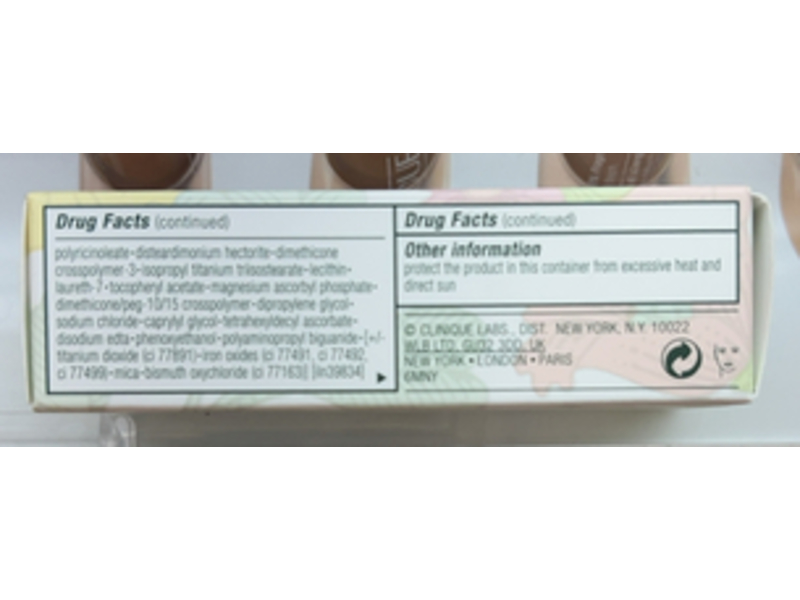 Drug Facts (continued)
polyricinoleate•disteardimonium hectorite•dimethicone
crosspolymer-3•isopropyl titanium triisostearate•lecithin•
laureth-7•tocopheryl acetate•magnesium ascorbyl phosphate•
dimethicone/peg-10/15 crosspolymer•dipropylene glycol•
sodium chloride•caprylyl glycol•tetrahexyldecyl ascorbate•
disodium edta•phenoxyethanol•polyaminopropyl biguanide•[+/-
titanium dioxide (ci 77891)•iron oxides (ci 77491, ci 77492,
ci 77499)•mica•bismuth oxychloride (ci 77163)] [iln39834]
Drug Facts (continued)
Other information
protect the product in this container from excessive heat and
direct sun
© CLINIQUE LABS., DIST. NEW YORK, N.Y. 10022
WLR LTD. GU32 3DQ, UK
NEW YORK • LONDON • PARIS
6MNY